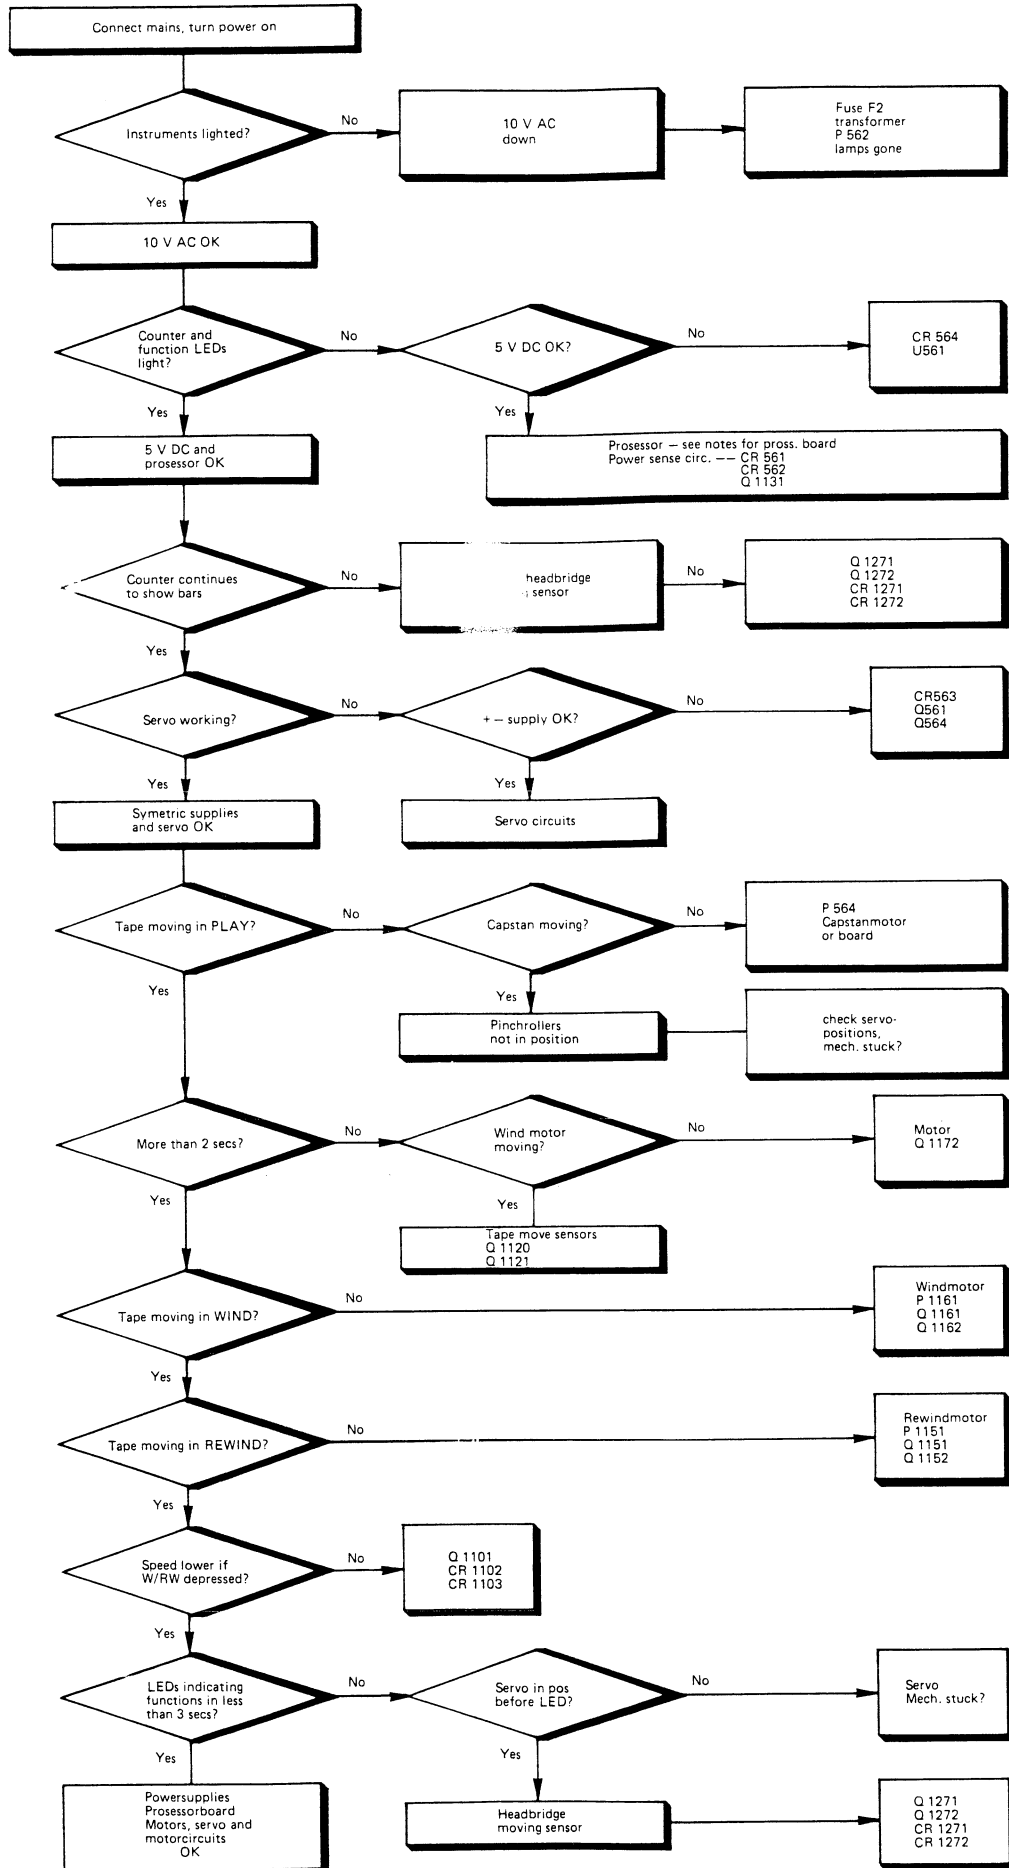 Connect mains, turn power on
Instruments lighted?
No
10 V AC
down
Fuse F2
transformer
P 562
lamps gone
Yes
10 V AC OK
Counter and
function LEDs
light?
No
5 V DC OK?
No
CR 564
U561
Yes
5 V DC and
prosessor OK
Yes
Prosessor — see notes for pross. board
Power sense circ. —— CR 561
CR 562
Q 1131
Counter continues
to show bars
No
headbridge
sensor
No
Q 1271
Q 1272
CR 1271
CR 1272
Yes
Servo working?
No
+ — supply OK?
No
CR563
Q561
Q564
Yes
Symetric supplies
and servo OK
Yes
Servo circuits
Tape moving in PLAY?
No
Capstan moving?
No
P 564
Capstanmotor
or board
Yes
Yes
Pinchrollers
not in position
check servo-
positions,
mech. stuck?
More than 2 secs?
No
Wind motor
moving?
No
Motor
Q 1172
Yes
Yes
Tape move sensors
Q 1120
Q 1121
Tape moving in WIND?
No
Windmotor
P 1161
Q 1161
Q 1162
Yes
Tape moving in REWIND?
No
Rewindmotor
P 1151
Q 1151
Q 1152
Yes
Speed lower if
W/RW depressed?
No
Q 1101
CR 1102
CR 1103
Yes
LEDs indicating
functions in less
than 3 secs?
No
Servo in pos
before LED?
No
Servo
Mech. stuck?
Yes
Powersupplies
Prosessorboard
Motors, servo and
motorcircuits
OK
Yes
Headbridge
moving sensor
Q 1271
Q 1272
CR 1271
CR 1272